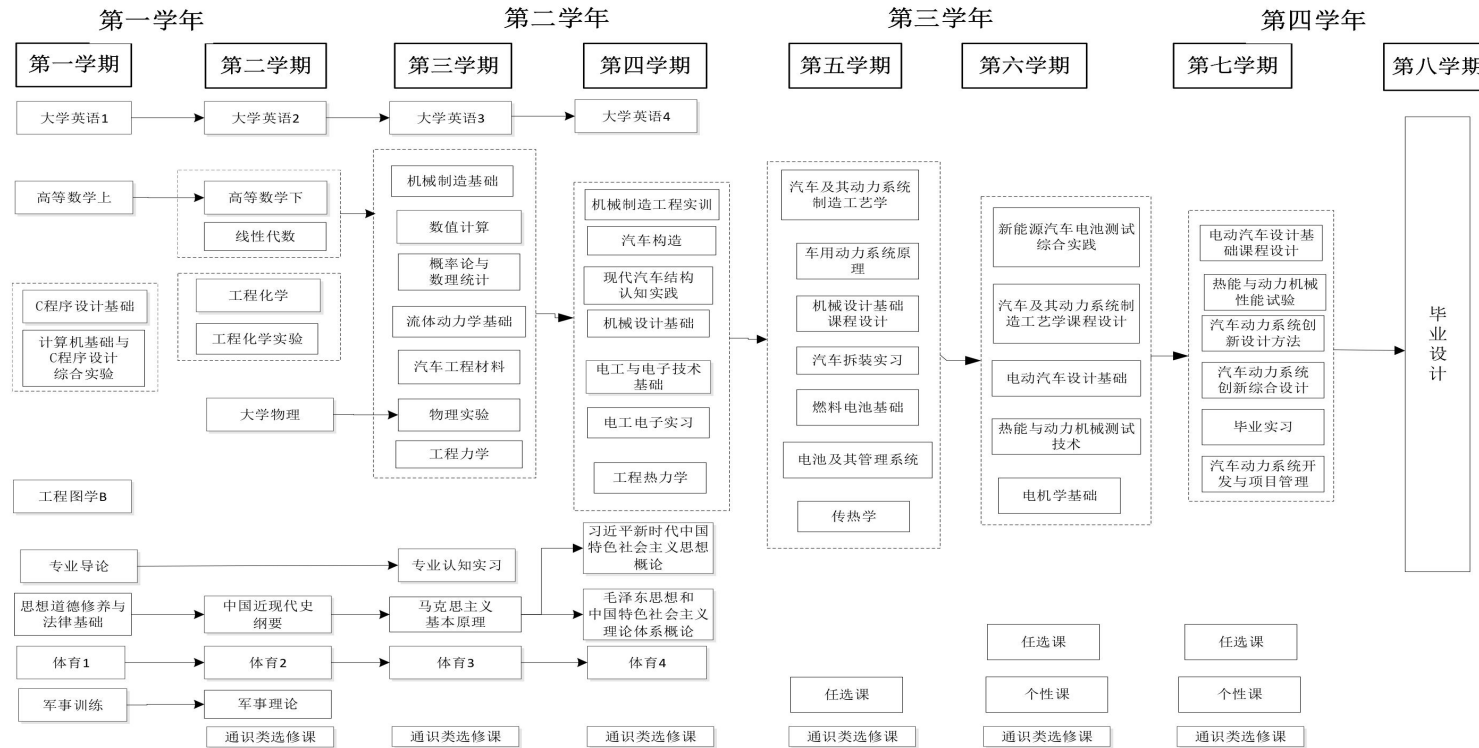 第一学年
第二学年
第三学年
第四学年
第一学期
第二学期
第三学期
第四学期
第五学期
第六学期
第七学期
第八学期
大学英语1
大学英语2
大学英语3
大学英语4
高等数学上
高等数学下
线性代数
C程序设计基础
计算机基础与
C程序设计
综合实验
工程化学
工程化学实验
大学物理
机械制造基础
数值计算
概率论与
数理统计
流体动力学基础
汽车工程材料
物理实验
工程力学
机械制造工程实训
汽车构造
现代汽车结构
认知实践
机械设计基础
电工与电子技术
基础
电工电子实习
工程热力学
汽车及其动力系统
制造工艺学
车用动力系统原
理
机械设计基础
课程设计
汽车拆装实习
燃料电池基础
电池及其管理系统
传热学
新能源汽车电池测试
综合实践
汽车及其动力系统制
造工艺学课程设计
电动汽车设计基础
热能与动力机械测试
技术
电机学基础
电动汽车设计基
础课程设计
热能与动力机械
性能试验
汽车动力系统创
新设计方法
汽车动力系统
创新综合设计
毕业实习
汽车动力系统开
发与项目管理
毕业设计
工程图学B
专业导论
专业认知实习
习近平新时代中国
特色社会主义思想
概论
思想道德修养与
法律基础
中国近现代史
纲要
马克思主义
基本原理
毛泽东思想和
中国特色社会主义
理论体系概论
体育1
体育2
体育3
体育4
任选课
任选课
军事训练
军事理论
任选课
个性课
个性课
通识类选修课
通识类选修课
通识类选修课
通识类选修课
通识类选修课
通识类选修课